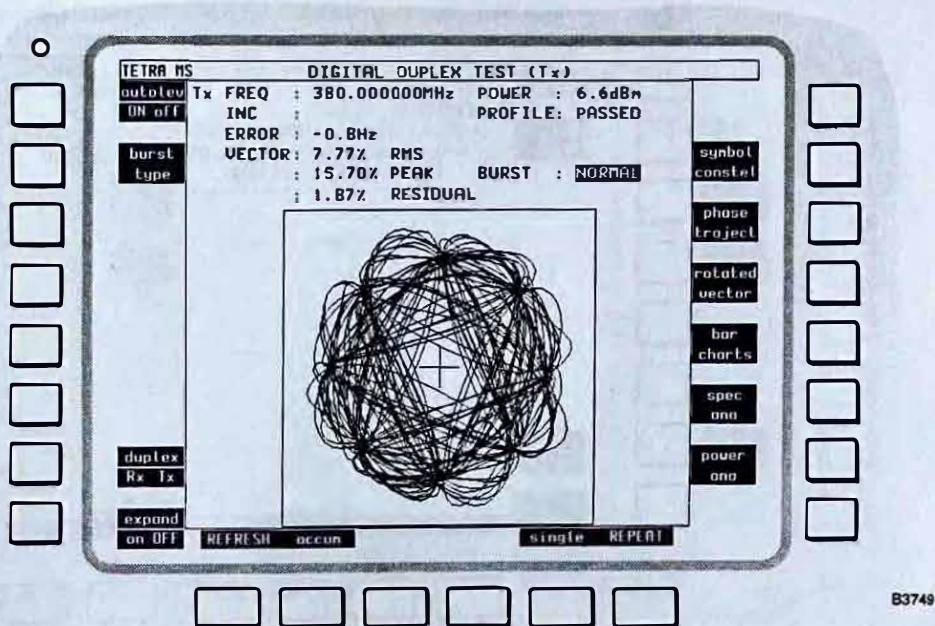 TETRA MS DIGITAL DUPLEX TEST (Tx)
autolev
ON off
Tx FREQ : 380.000000MHz POWER : 6.6dBm
INC : PROFILE: PASSED
ERROR : -0.8Hz
VECTOR: 7.77% RMS
: 15.70% PEAK BURST : NORMAL
: 1.87% RESIDUAL
burst
type
symbol
constel
phase
traject
rotated
vector
bar
charts
spec
ana
power
ana
duplex
Rx Tx
expand
on OFF
REFRESH accum single REPEAT
B3749